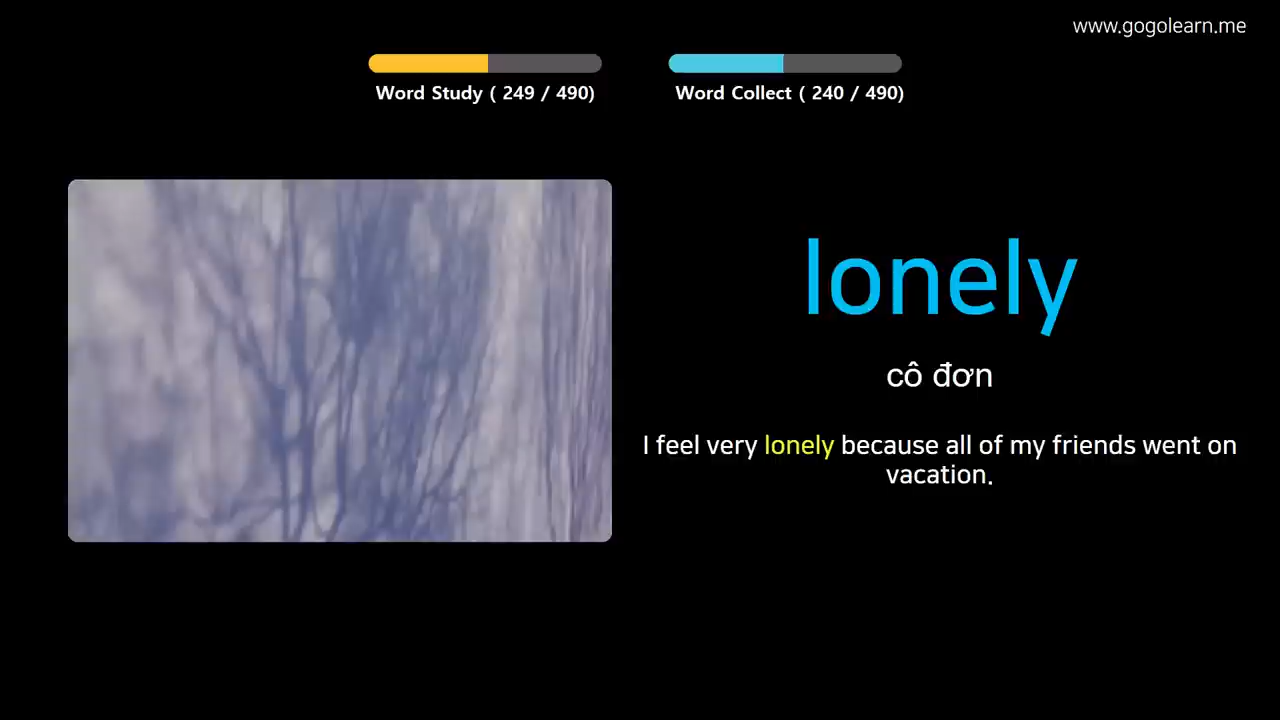 www.gogolearn.me
Word Study ( 249 / 490)
Word Collect ( 240 / 490)
lonely
cô đơn
I feel very lonely because all of my friends went on
vacation.